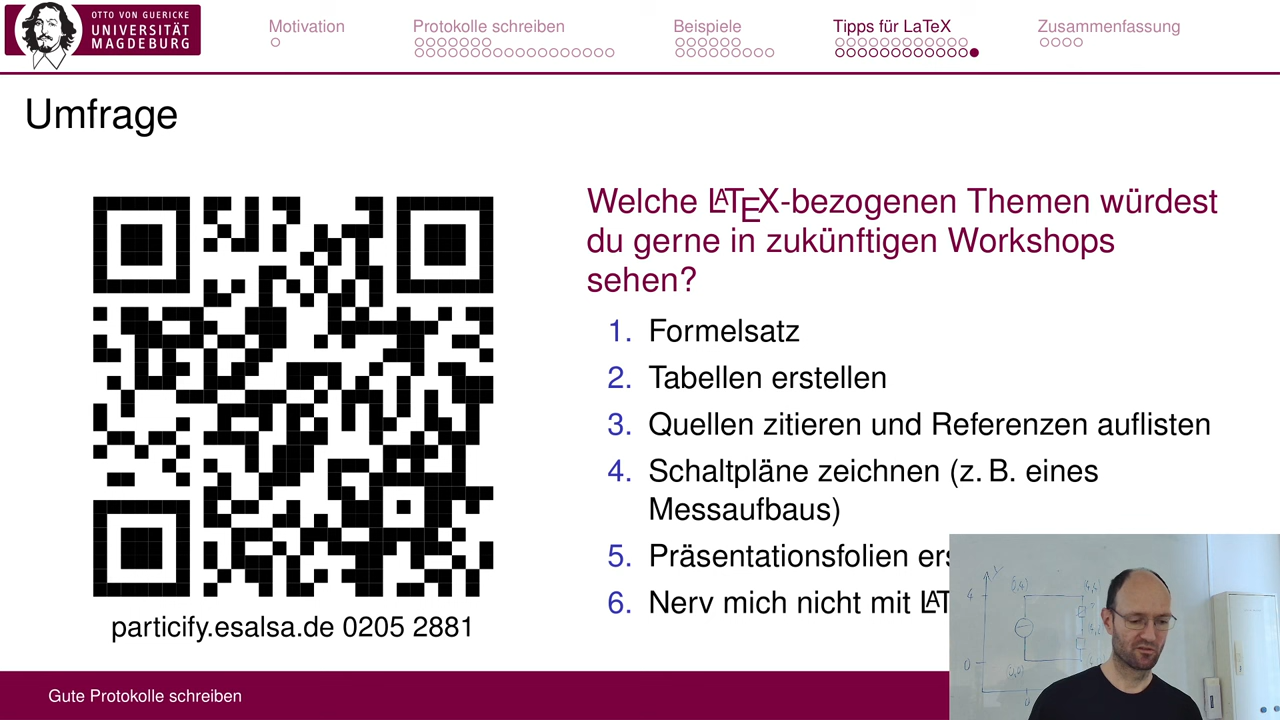 OTTO VON GUERICKE
UNIVERSITÄT
MAGDEBURG
Motivation
Protokolle schreiben
Beispiele
Tipps für LaTeX
Zusammenfassung
Umfrage
Welche LATEX-bezogenen Themen würdest
du gerne in zukünftigen Workshops
sehen?
1. Formelsatz
2. Tabellen erstellen
3. Quellen zitieren und Referenzen auflisten
4. Schaltpläne zeichnen (z. B. eines
Messaufbaus)
5. Präsentationsfolien ers
6. Nerv mich nicht mit LAT
particify.esalsa.de 0205 2881
Gute Protokolle schreiben